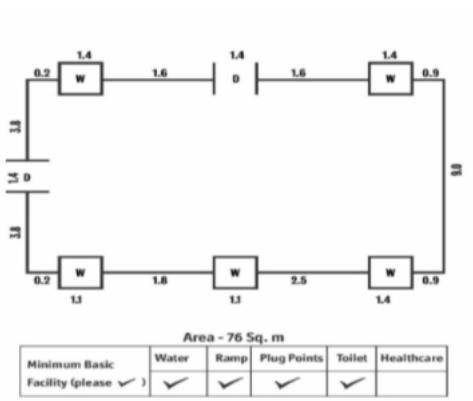 1.4 1.4 1.4
0.2 W 1.6 D 1.6 W 0.9
3.8
1.4 D
9.0
3.8
0.2 W 1.8 W 2.5 W 0.9
1.1 1.1 1.4
Area - 76 Sq. m
Minimum Basic Facility (please ✓) Water Ramp Plug Points Toilet Healthcare
✓ ✓ ✓ ✓